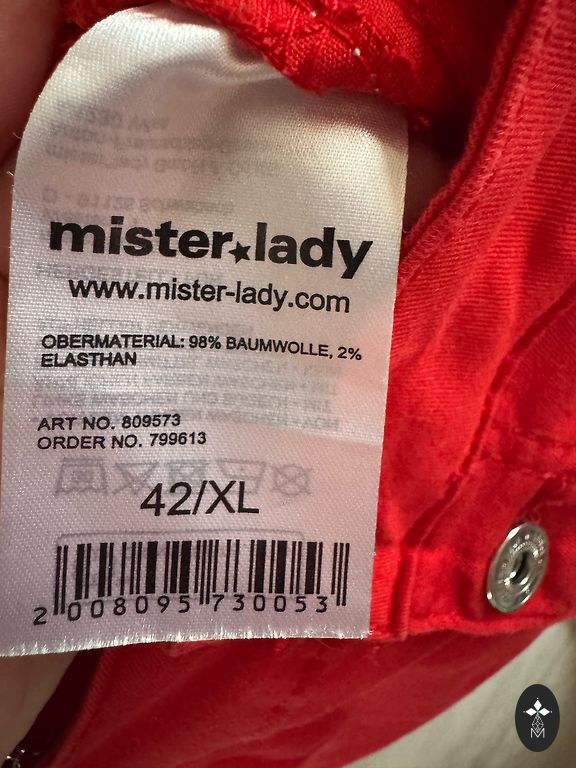 mister★lady
www.mister-lady.com
OBERMATERIAL: 98% BAUMWOLLE, 2%
ELASTHAN
ART NO. 809573
ORDER NO. 799613
42/XL
2 008095 730053
M